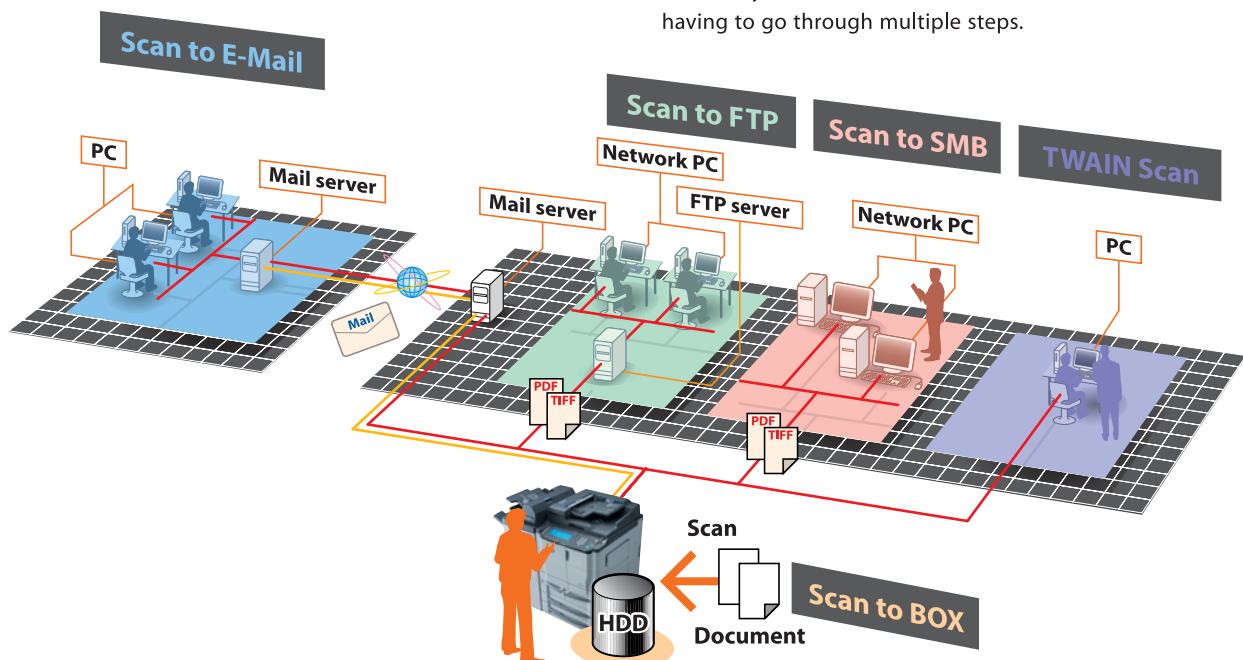 having to go through multiple steps.
Scan to E-Mail
Scan to FTP
Scan to SMB
TWAIN Scan
PC
Mail server
Mail server
Network PC
FTP server
Network PC
PC
Mail
PDF
TIFF
PDF
TIFF
Scan
HDD
Document
Scan to BOX